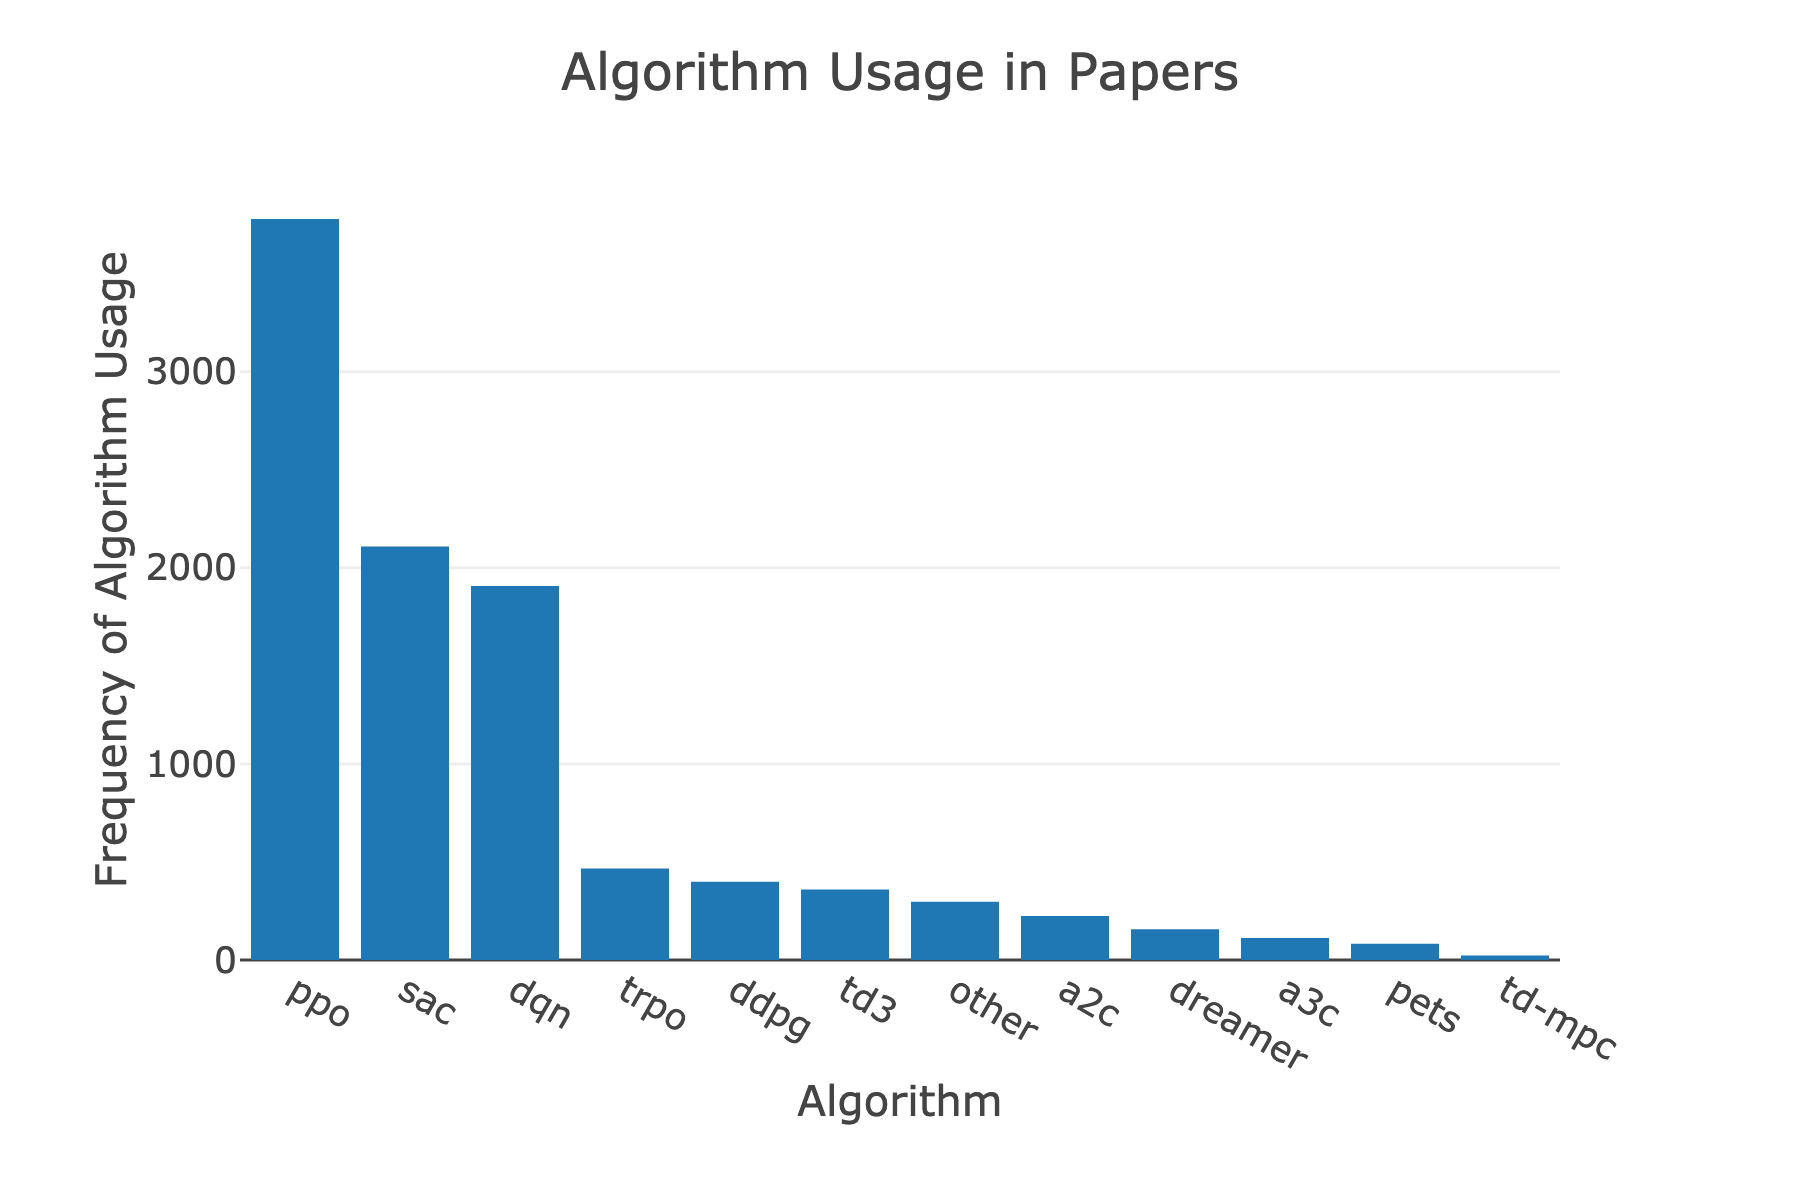 Algorithm Usage in Papers
Frequency of Algorithm Usage
3000
2000
1000
0
ppo
sac
dqn
trpo
ddpg
td3
other
a2c
dreamer
a3c
pets
td-mpc
Algorithm